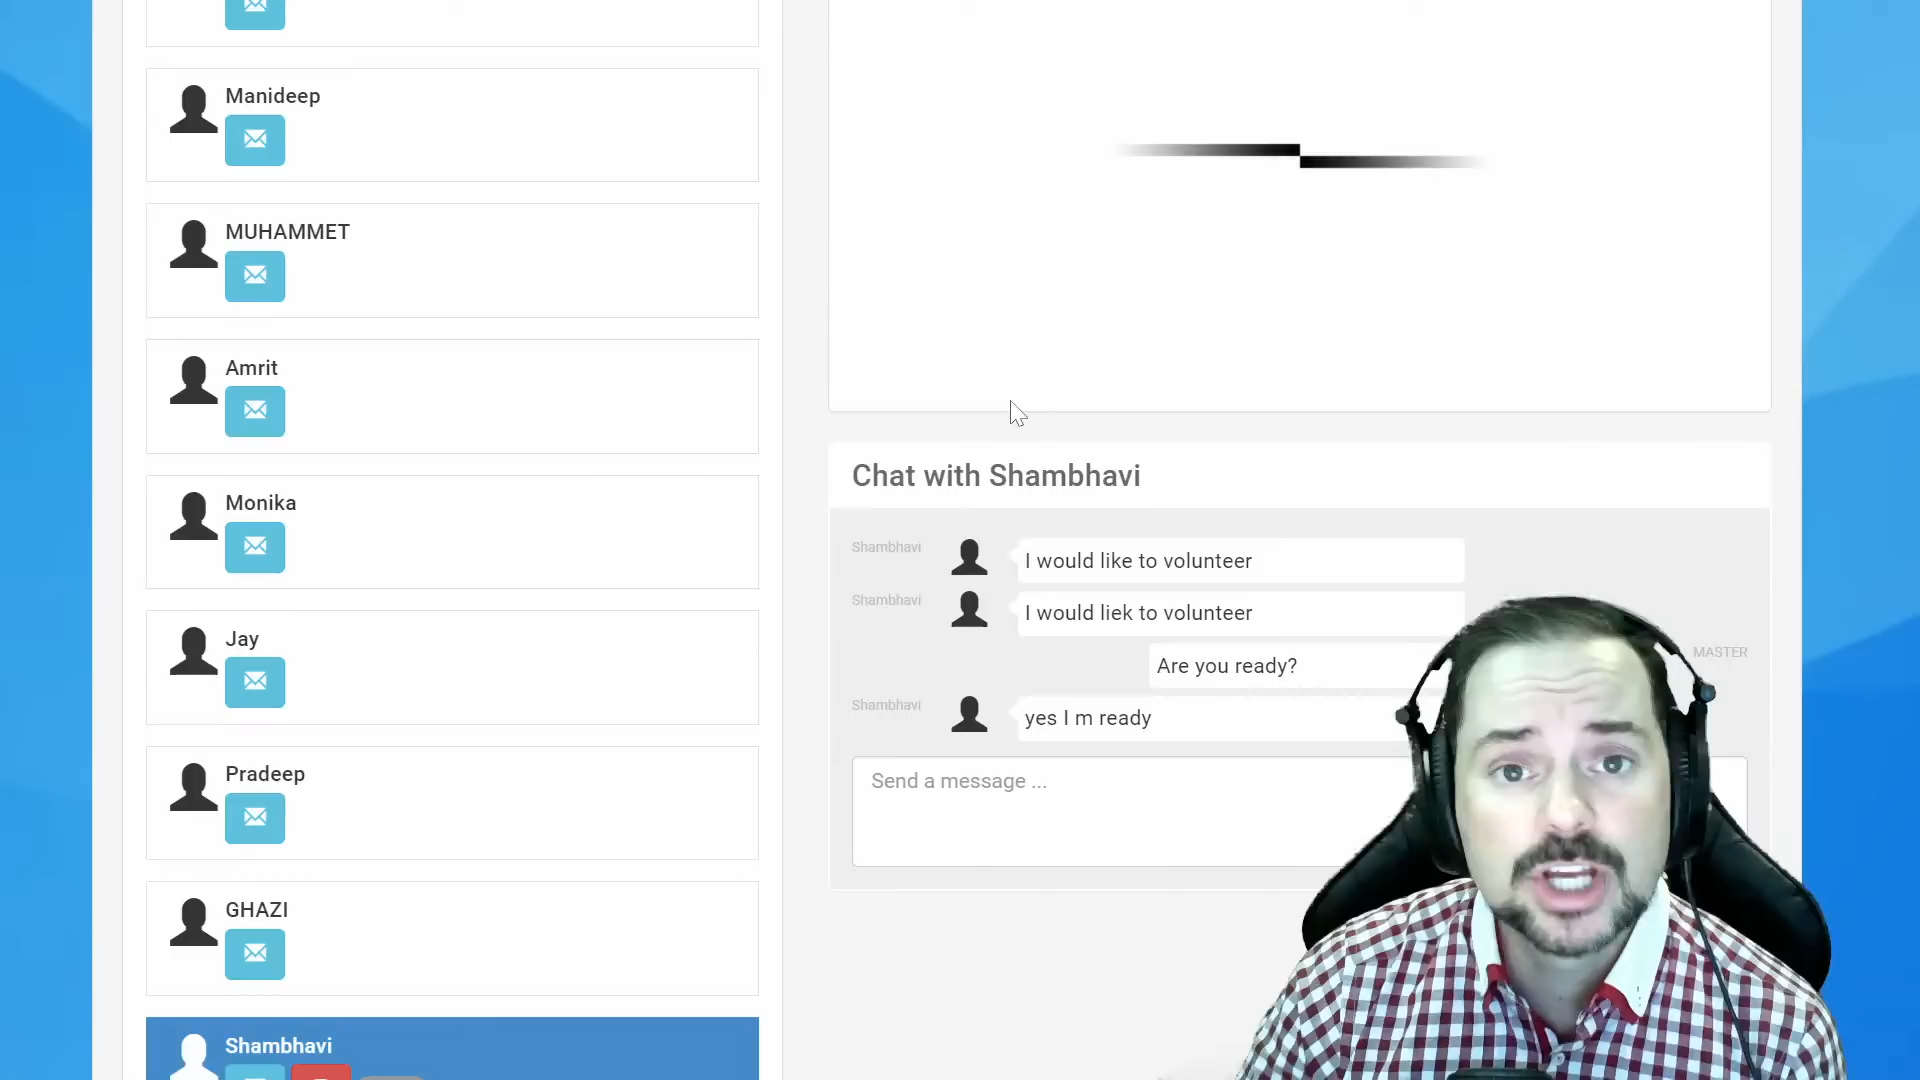 Manideep
MUHAMMET
Amrit
Monika
Jay
Pradeep
GHAZI
Shambhavi
Chat with Shambhavi
Shambhavi
I would like to volunteer
Shambhavi
I would liek to volunteer
MASTER
Are you ready?
Shambhavi
yes I m ready
Send a message ...